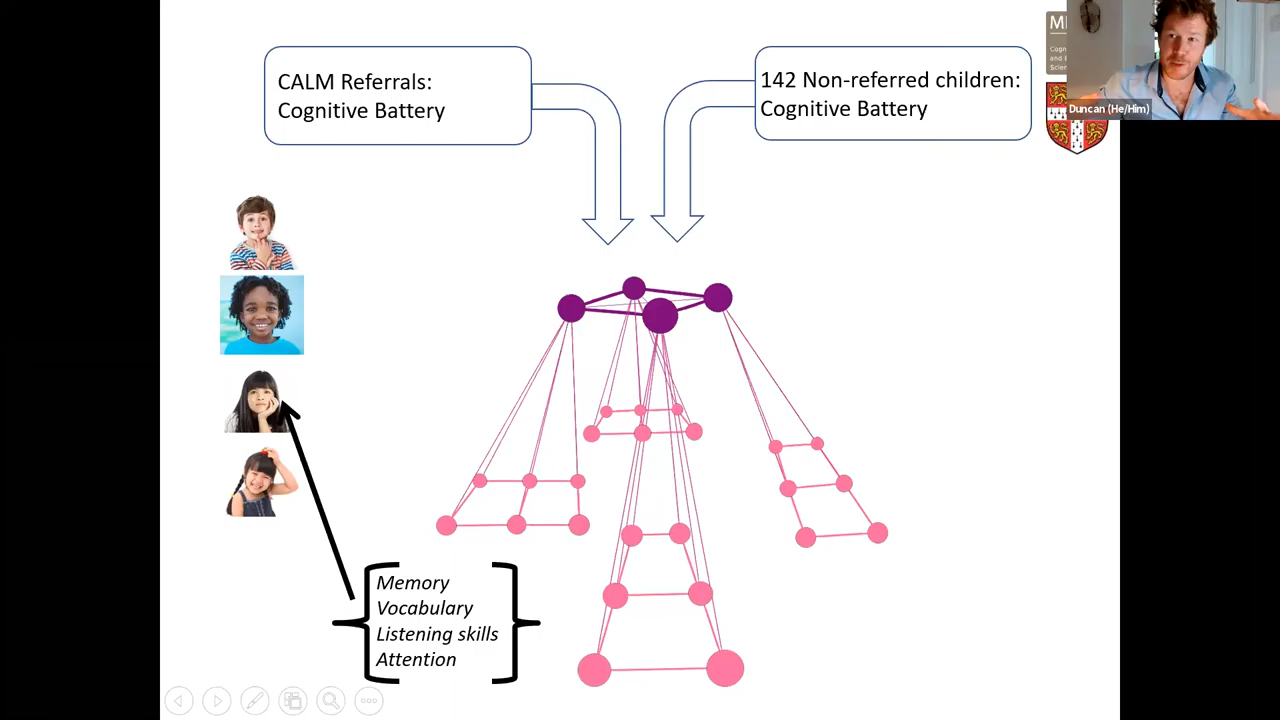 CALM Referrals:
Cognitive Battery
142 Non-referred children:
Cognitive Battery
Duncan (He/Him)
Memory
Vocabulary
Listening skills
Attention